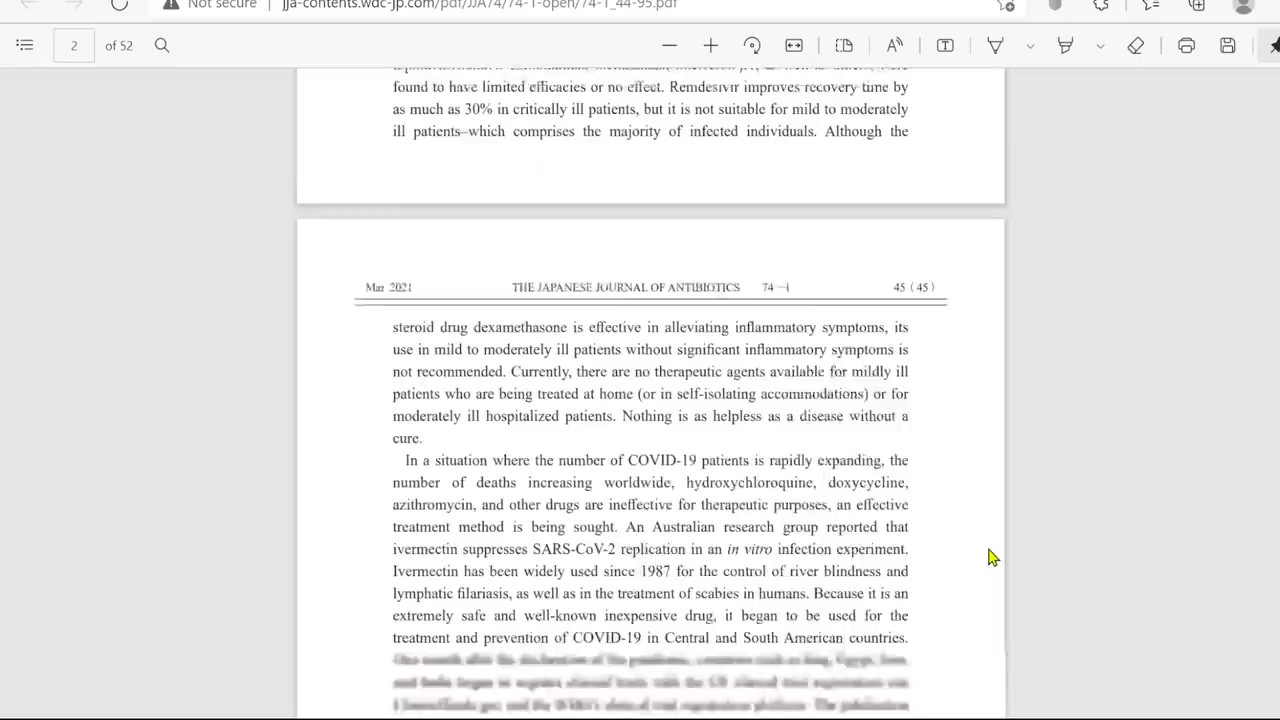 Not secure | jja-contents.wdc-jp.com/pdf/JJA74/74-1-open/74-1_44-95.pdf
2 of 52
found to have limited efficacies or no effect. Remdesivir improves recovery time by
as much as 30% in critically ill patients, but it is not suitable for mild to moderately
ill patients–which comprises the majority of infected individuals. Although the
Mar. 2021 THE JAPANESE JOURNAL OF ANTIBIOTICS 74—1 45 ( 45 )
steroid drug dexamethasone is effective in alleviating inflammatory symptoms, its
use in mild to moderately ill patients without significant inflammatory symptoms is
not recommended. Currently, there are no therapeutic agents available for mildly ill
patients who are being treated at home (or in self-isolating accommodations) or for
moderately ill hospitalized patients. Nothing is as helpless as a disease without a
cure.
In a situation where the number of COVID-19 patients is rapidly expanding, the
number of deaths increasing worldwide, hydroxychloroquine, doxycycline,
azithromycin, and other drugs are ineffective for therapeutic purposes, an effective
treatment method is being sought. An Australian research group reported that
ivermectin suppresses SARS-CoV-2 replication in an in vitro infection experiment.
Ivermectin has been widely used since 1987 for the control of river blindness and
lymphatic filariasis, as well as in the treatment of scabies in humans. Because it is an
extremely safe and well-known inexpensive drug, it began to be used for the
treatment and prevention of COVID-19 in Central and South American countries.